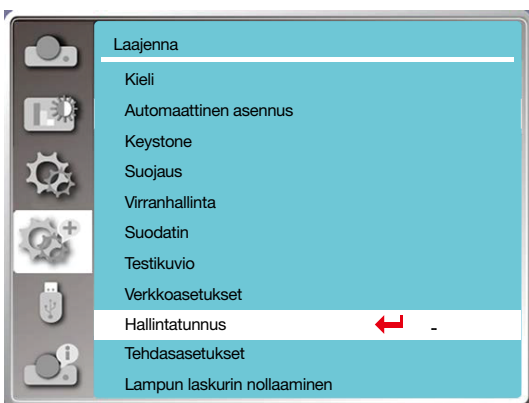 Laajenna
Kieli
Automaattinen asennus
Keystone
Suojaus
Virranhallinta
Suodatin
Testikuvio
Verkkoasetukset
Hallintatunnus -
Tehdasasetukset
Lampun laskurin nollaaminen